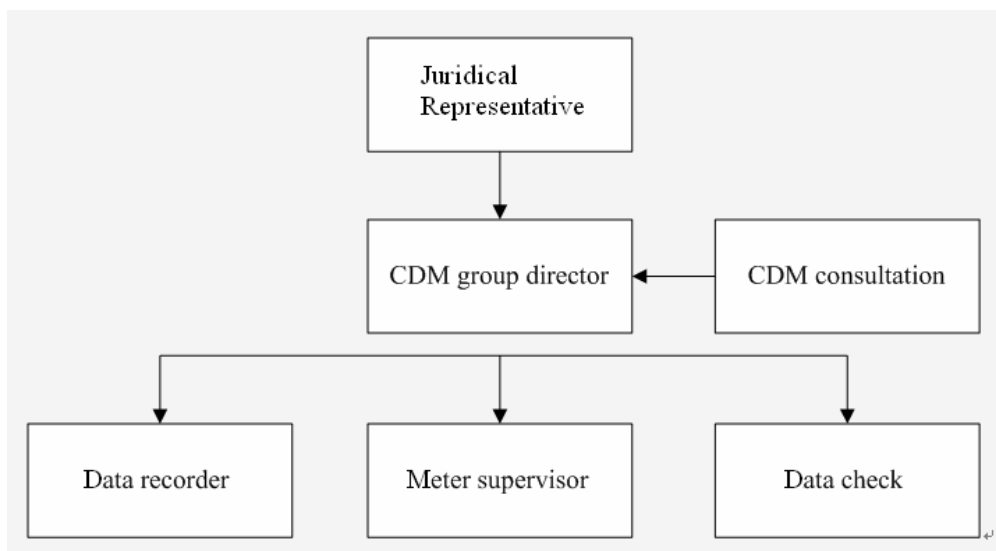 Juridical
Representative
CDM group director
CDM consultation
Data recorder
Meter supervisor
Data check